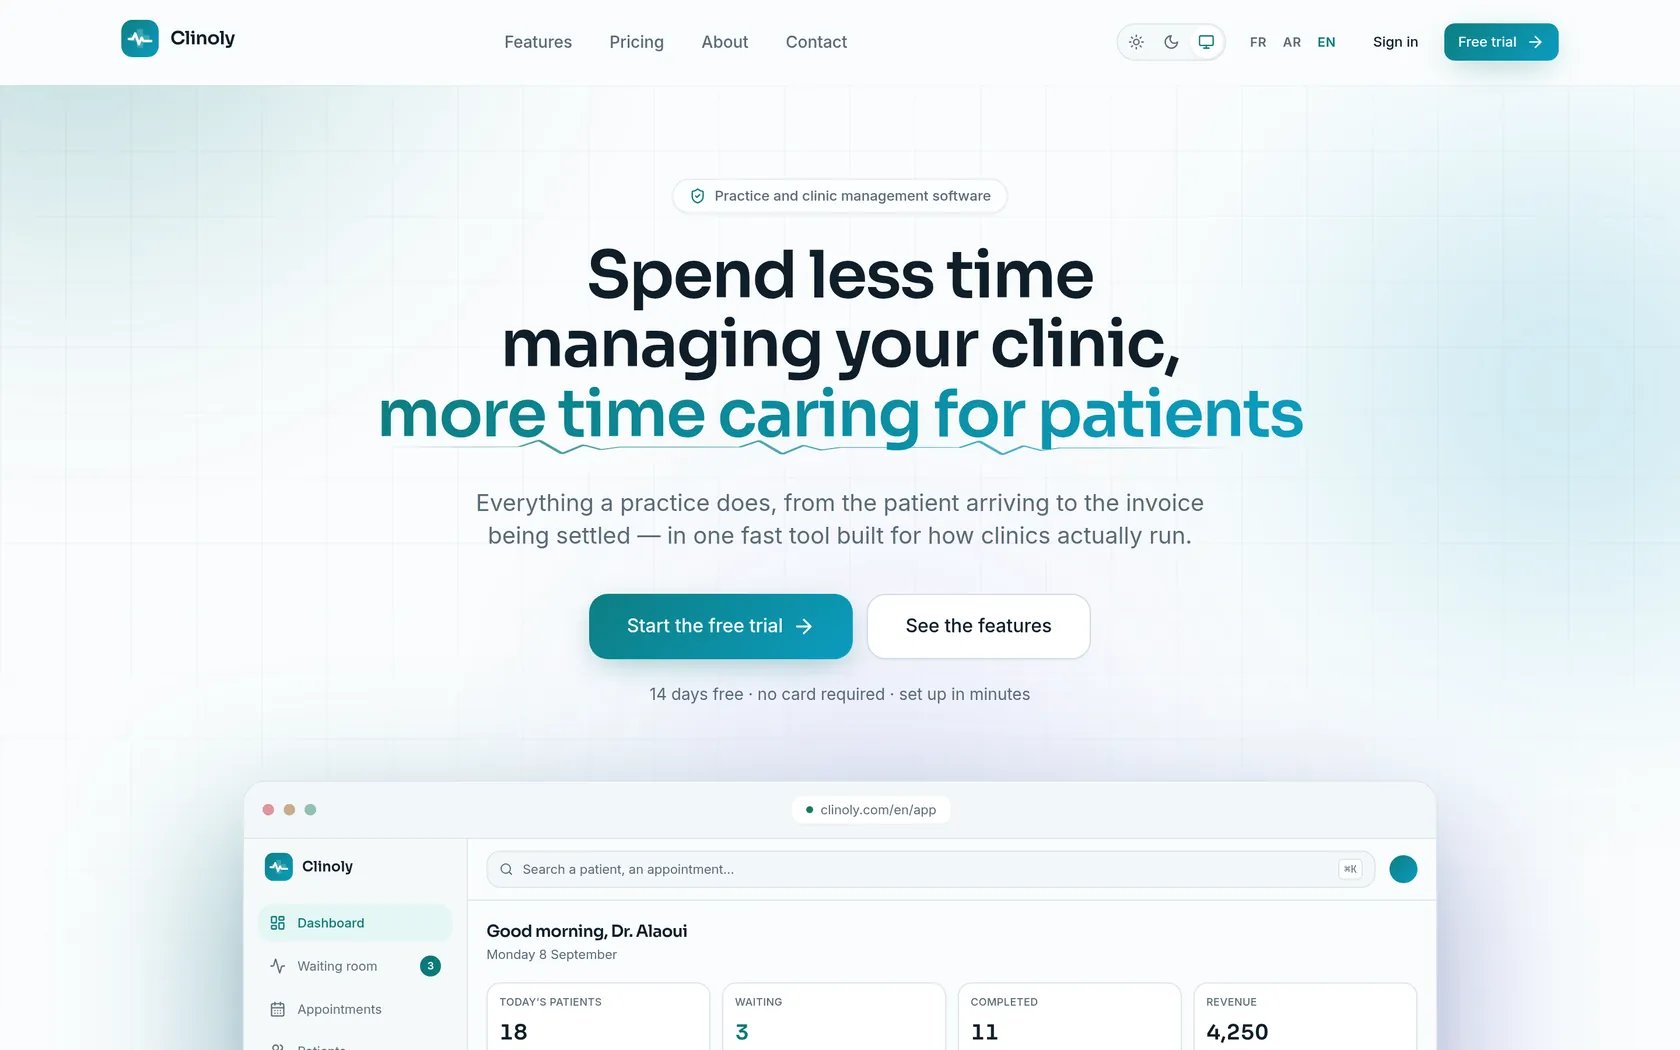 Clinoly
Features
Pricing
About
Contact
FR
AR
EN
Sign in
Free trial
Practice and clinic management software
Spend less time
managing your clinic,
more time caring for patients
Everything a practice does, from the patient arriving to the invoice
being settled — in one fast tool built for how clinics actually run.
Start the free trial
See the features
14 days free · no card required · set up in minutes
clinoly.com/en/app
Clinoly
Search a patient, an appointment...
⌘K
Dashboard
Waiting room
3
Appointments
Patients
Good morning, Dr. Alaoui
Monday 8 September
TODAY'S PATIENTS
18
WAITING
3
COMPLETED
11
REVENUE
4,250